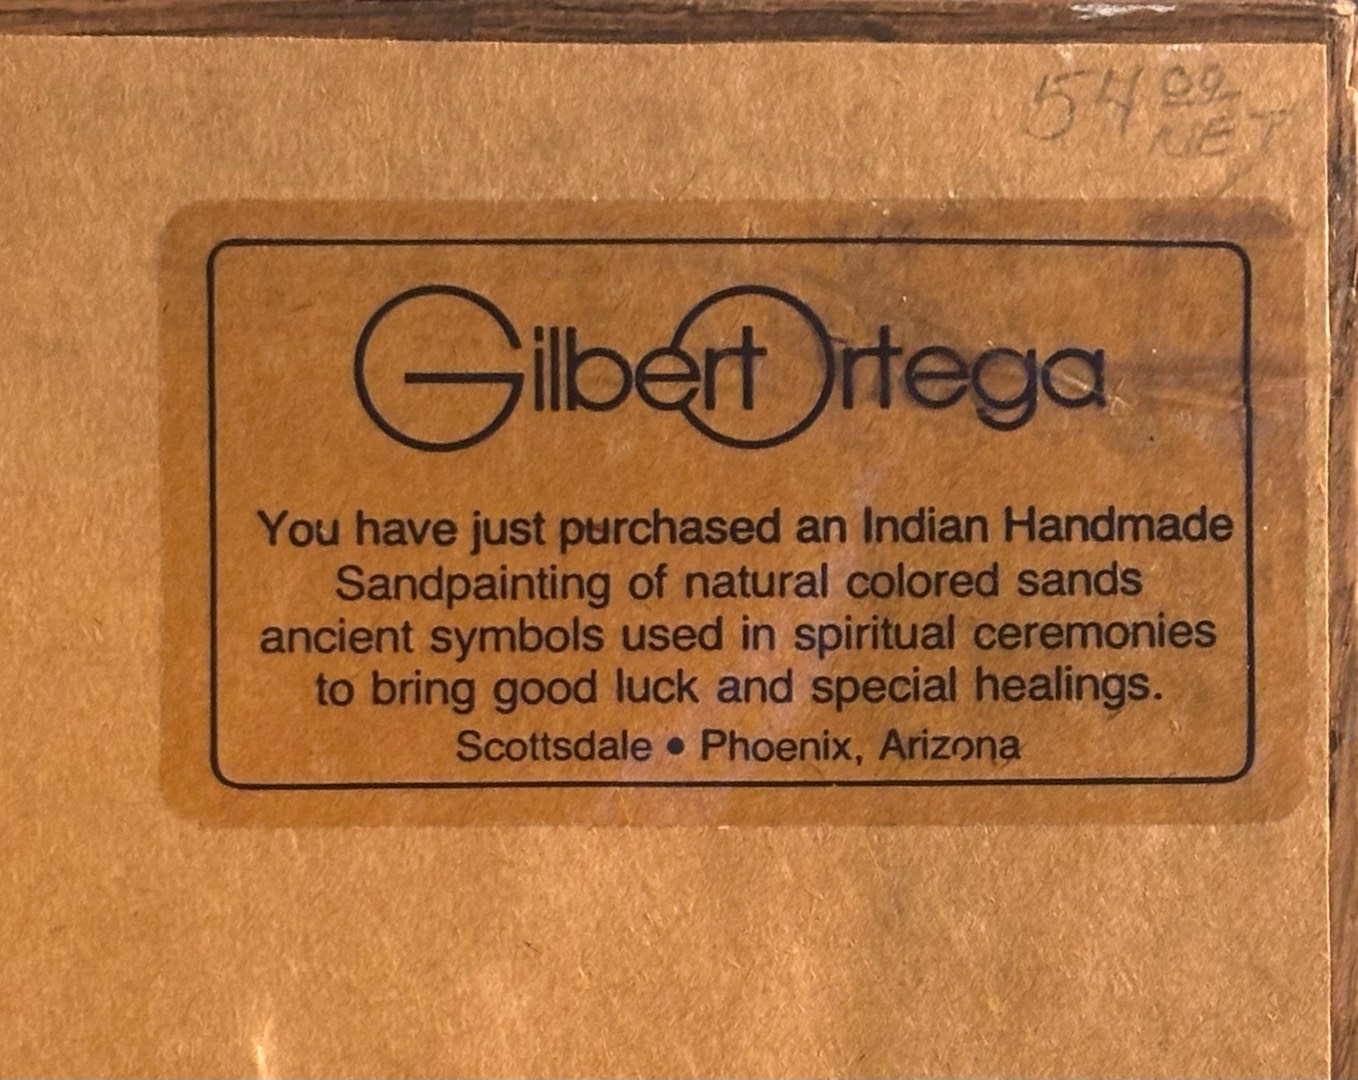 54 00
NET
Gilbert Ortega
You have just purchased an Indian Handmade
Sandpainting of natural colored sands
ancient symbols used in spiritual ceremonies
to bring good luck and special healings.
Scottsdale • Phoenix, Arizona